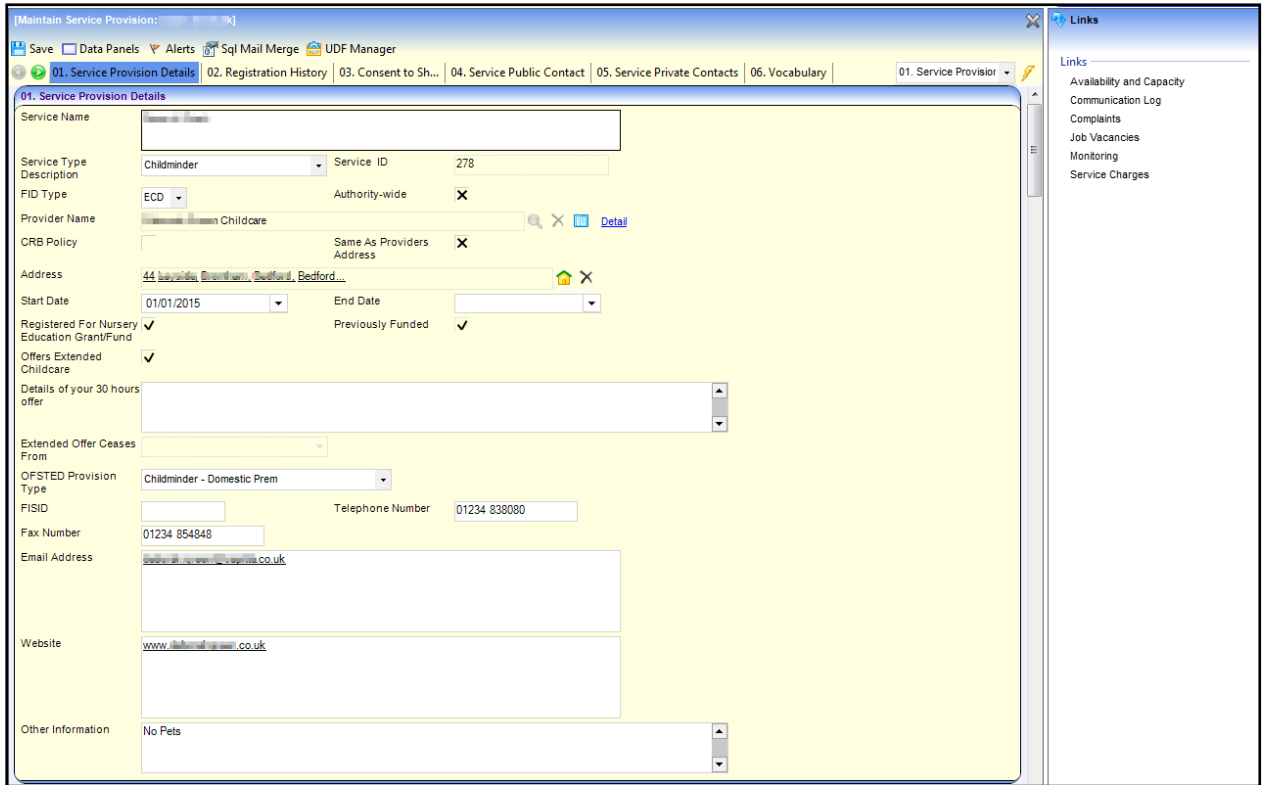 [Maintain Service Provision: k]
Links
Save Data Panels Alerts Sql Mail Merge UDF Manager
01. Service Provision Details 02. Registration History 03. Consent to Sh... 04. Service Public Contact 05. Service Private Contacts 06. Vocabulary 01. Service Provisior
Links
Availability and Capacity
Communication Log
Complaints
Job Vacancies
Monitoring
Service Charges
01. Service Provision Details
Service Name
Service Type Description Childminder Service ID 278
FID Type ECD Authority-wide
Provider Name Childcare Detail
CRB Policy Same As Providers Address
Address 44 Bedford...
Start Date 01/01/2015 End Date
Registered For Nursery Education Grant/Fund Previously Funded
Offers Extended Childcare
Details of your 30 hours offer
Extended Offer Ceases From
OFSTED Provision Type Childminder - Domestic Prem
FISID Telephone Number 01234 838080
Fax Number 01234 854848
Email Address .co.uk
Website www. .co.uk
Other Information No Pets